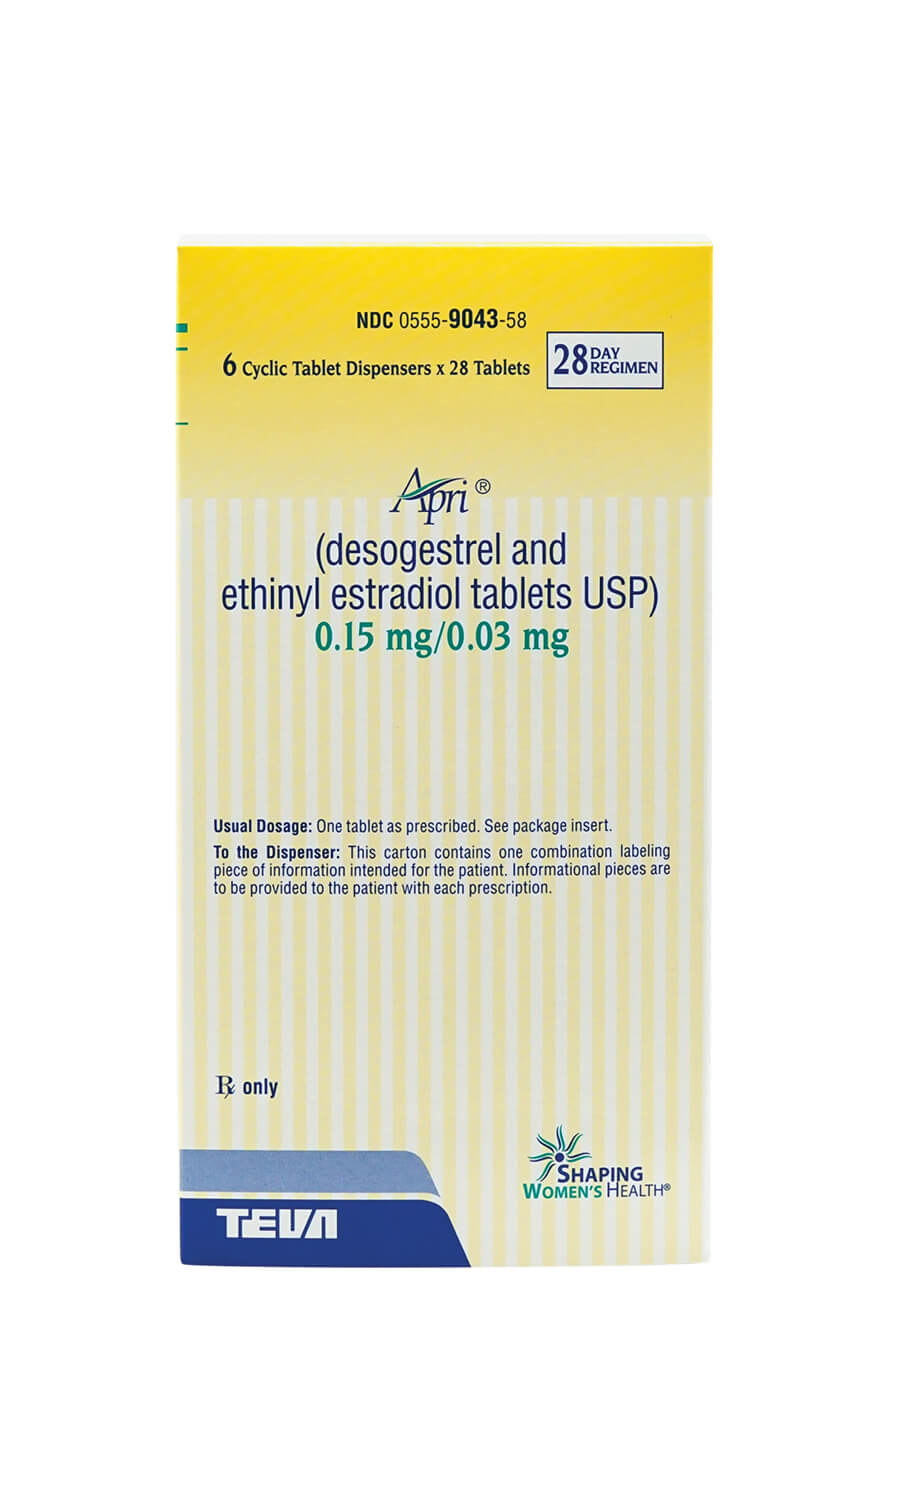 NDC 0555-9043-58
6 Cyclic Tablet Dispensers x 28 Tablets
28 DAY
REGIMEN
Apri®
(desogestrel and
ethinyl estradiol tablets USP)
0.15 mg/0.03 mg
Usual Dosage: One tablet as prescribed. See package insert.
To the Dispenser: This carton contains one combination labeling
piece of information intended for the patient. Informational pieces are
to be provided to the patient with each prescription.
℞ only
SHAPING
WOMEN'S HEALTH®
TEVA